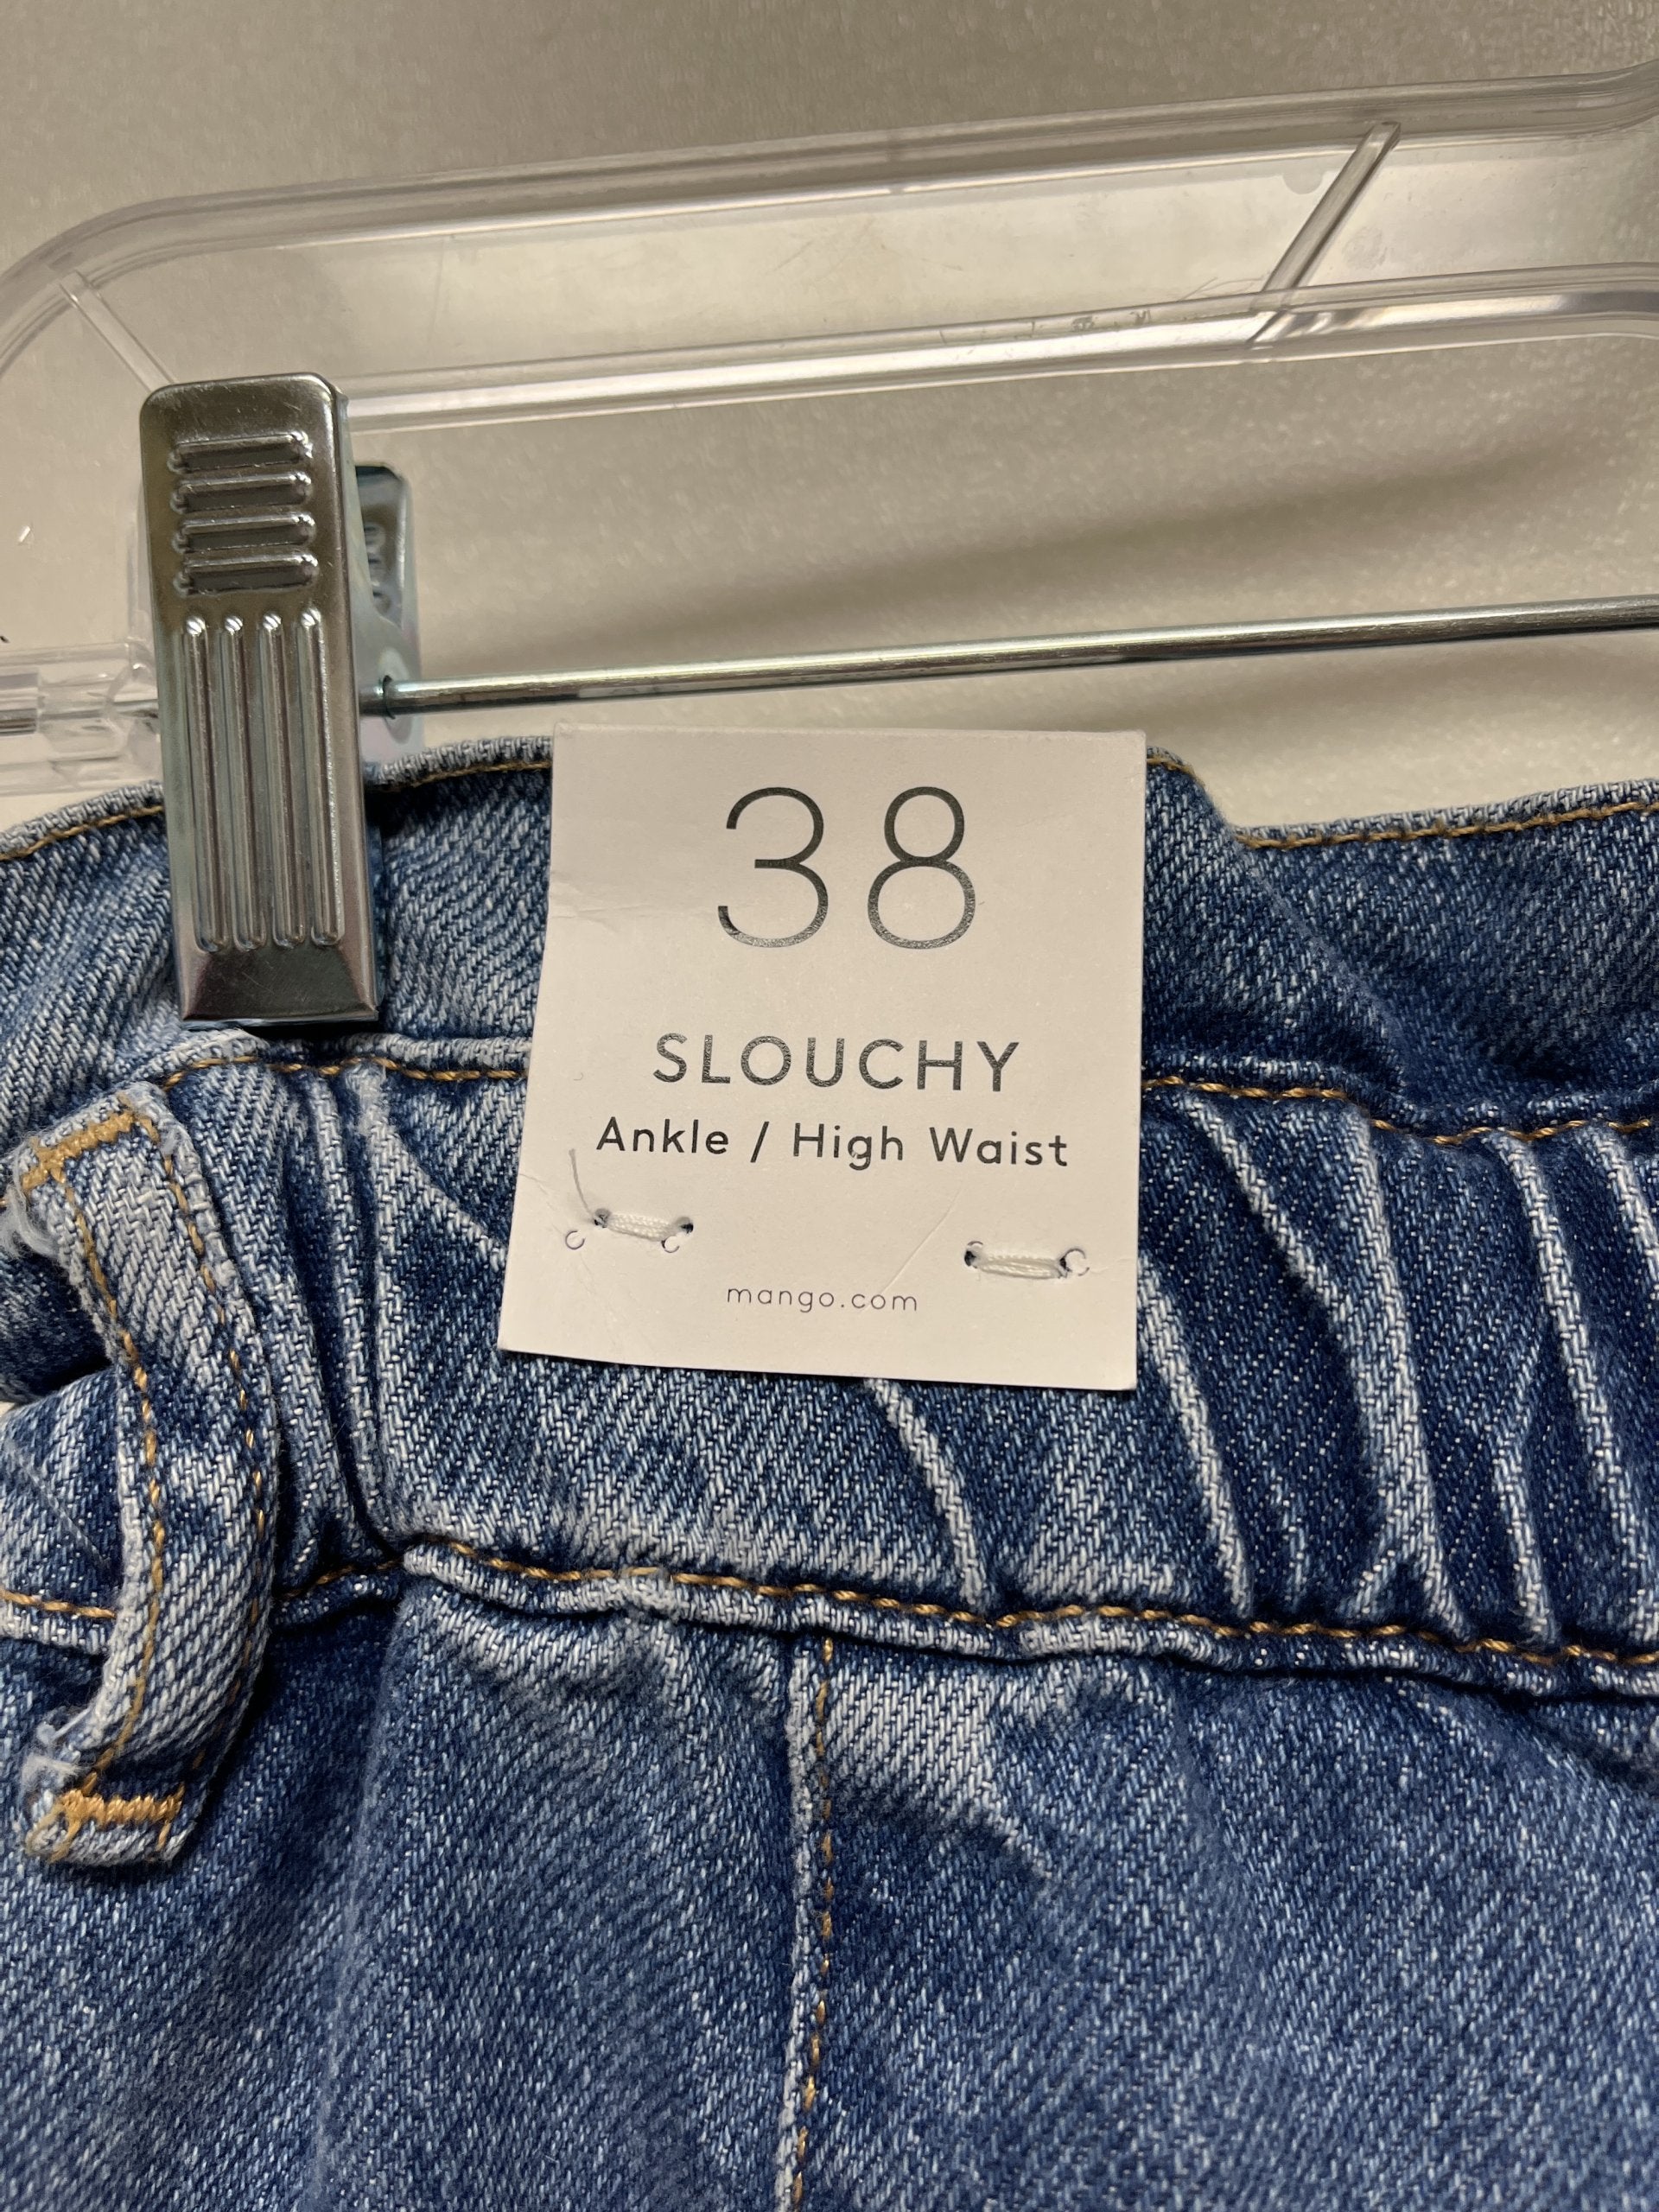 38
SLOUCHY
Ankle / High Waist
mango.com